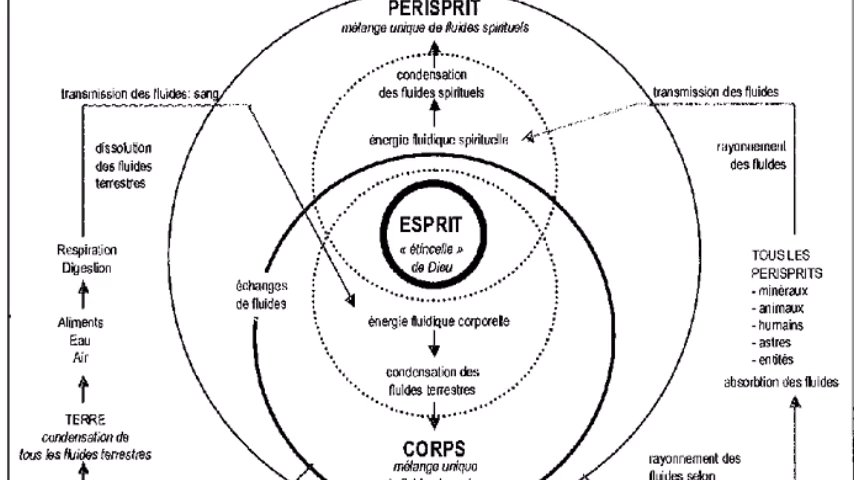 PERISPRIT
mélange unique de fluides spirituels
condensation
des fluides spirituels
transmission des fluides: sang
transmission des fluides
énergie fluidique spirituelle
dissolution
des fluides
terrestres
rayonnement
des fluides
ESPRIT
« étincelle »
de Dieu
Respiration
Digestion
TOUS LES
PERISPRITS
- minéraux
- animaux
- humains
- astres
- entités
échanges
de fluides
énergie fluidique corporelle
Aliments
Eau
Air
condensation des
fluides terrestres
absorbtion des fluides
TERRE
condensation de
tous les fluides terrestres
CORPS
mélange unique
rayonnement des
fluides selon